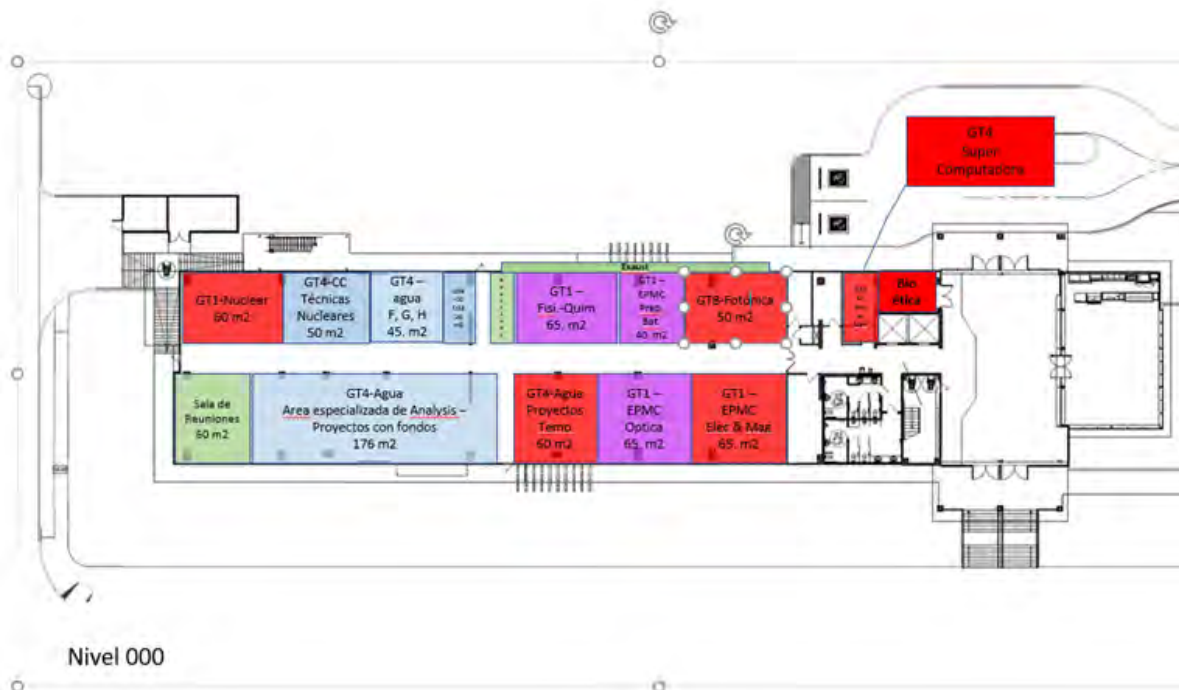 GT4
Super
Computadora
Exaust
GT1-Nuclear
60 m2
GT4-CC
Técnicas
Nucleares
50 m2
GT4 –
agua
F, G, H
45. m2
GT1 –
Fisi.-Quim
65. m2
GT1 –
EPMC
Prep.
Bat
40. m2
GT8-Fotónica
50 m2
Bio
ética
Sala de
Reuniones
60 m2
GT4-Agua
Area especializada de Analysis –
Proyectos con fondos
176 m2
GT4-Agua
Proyectos
Temo
60 m2
GT1 –
EPMC
Optica
65. m2
GT1 –
EPMC
Elec & Mag
65. m2
Nivel 000